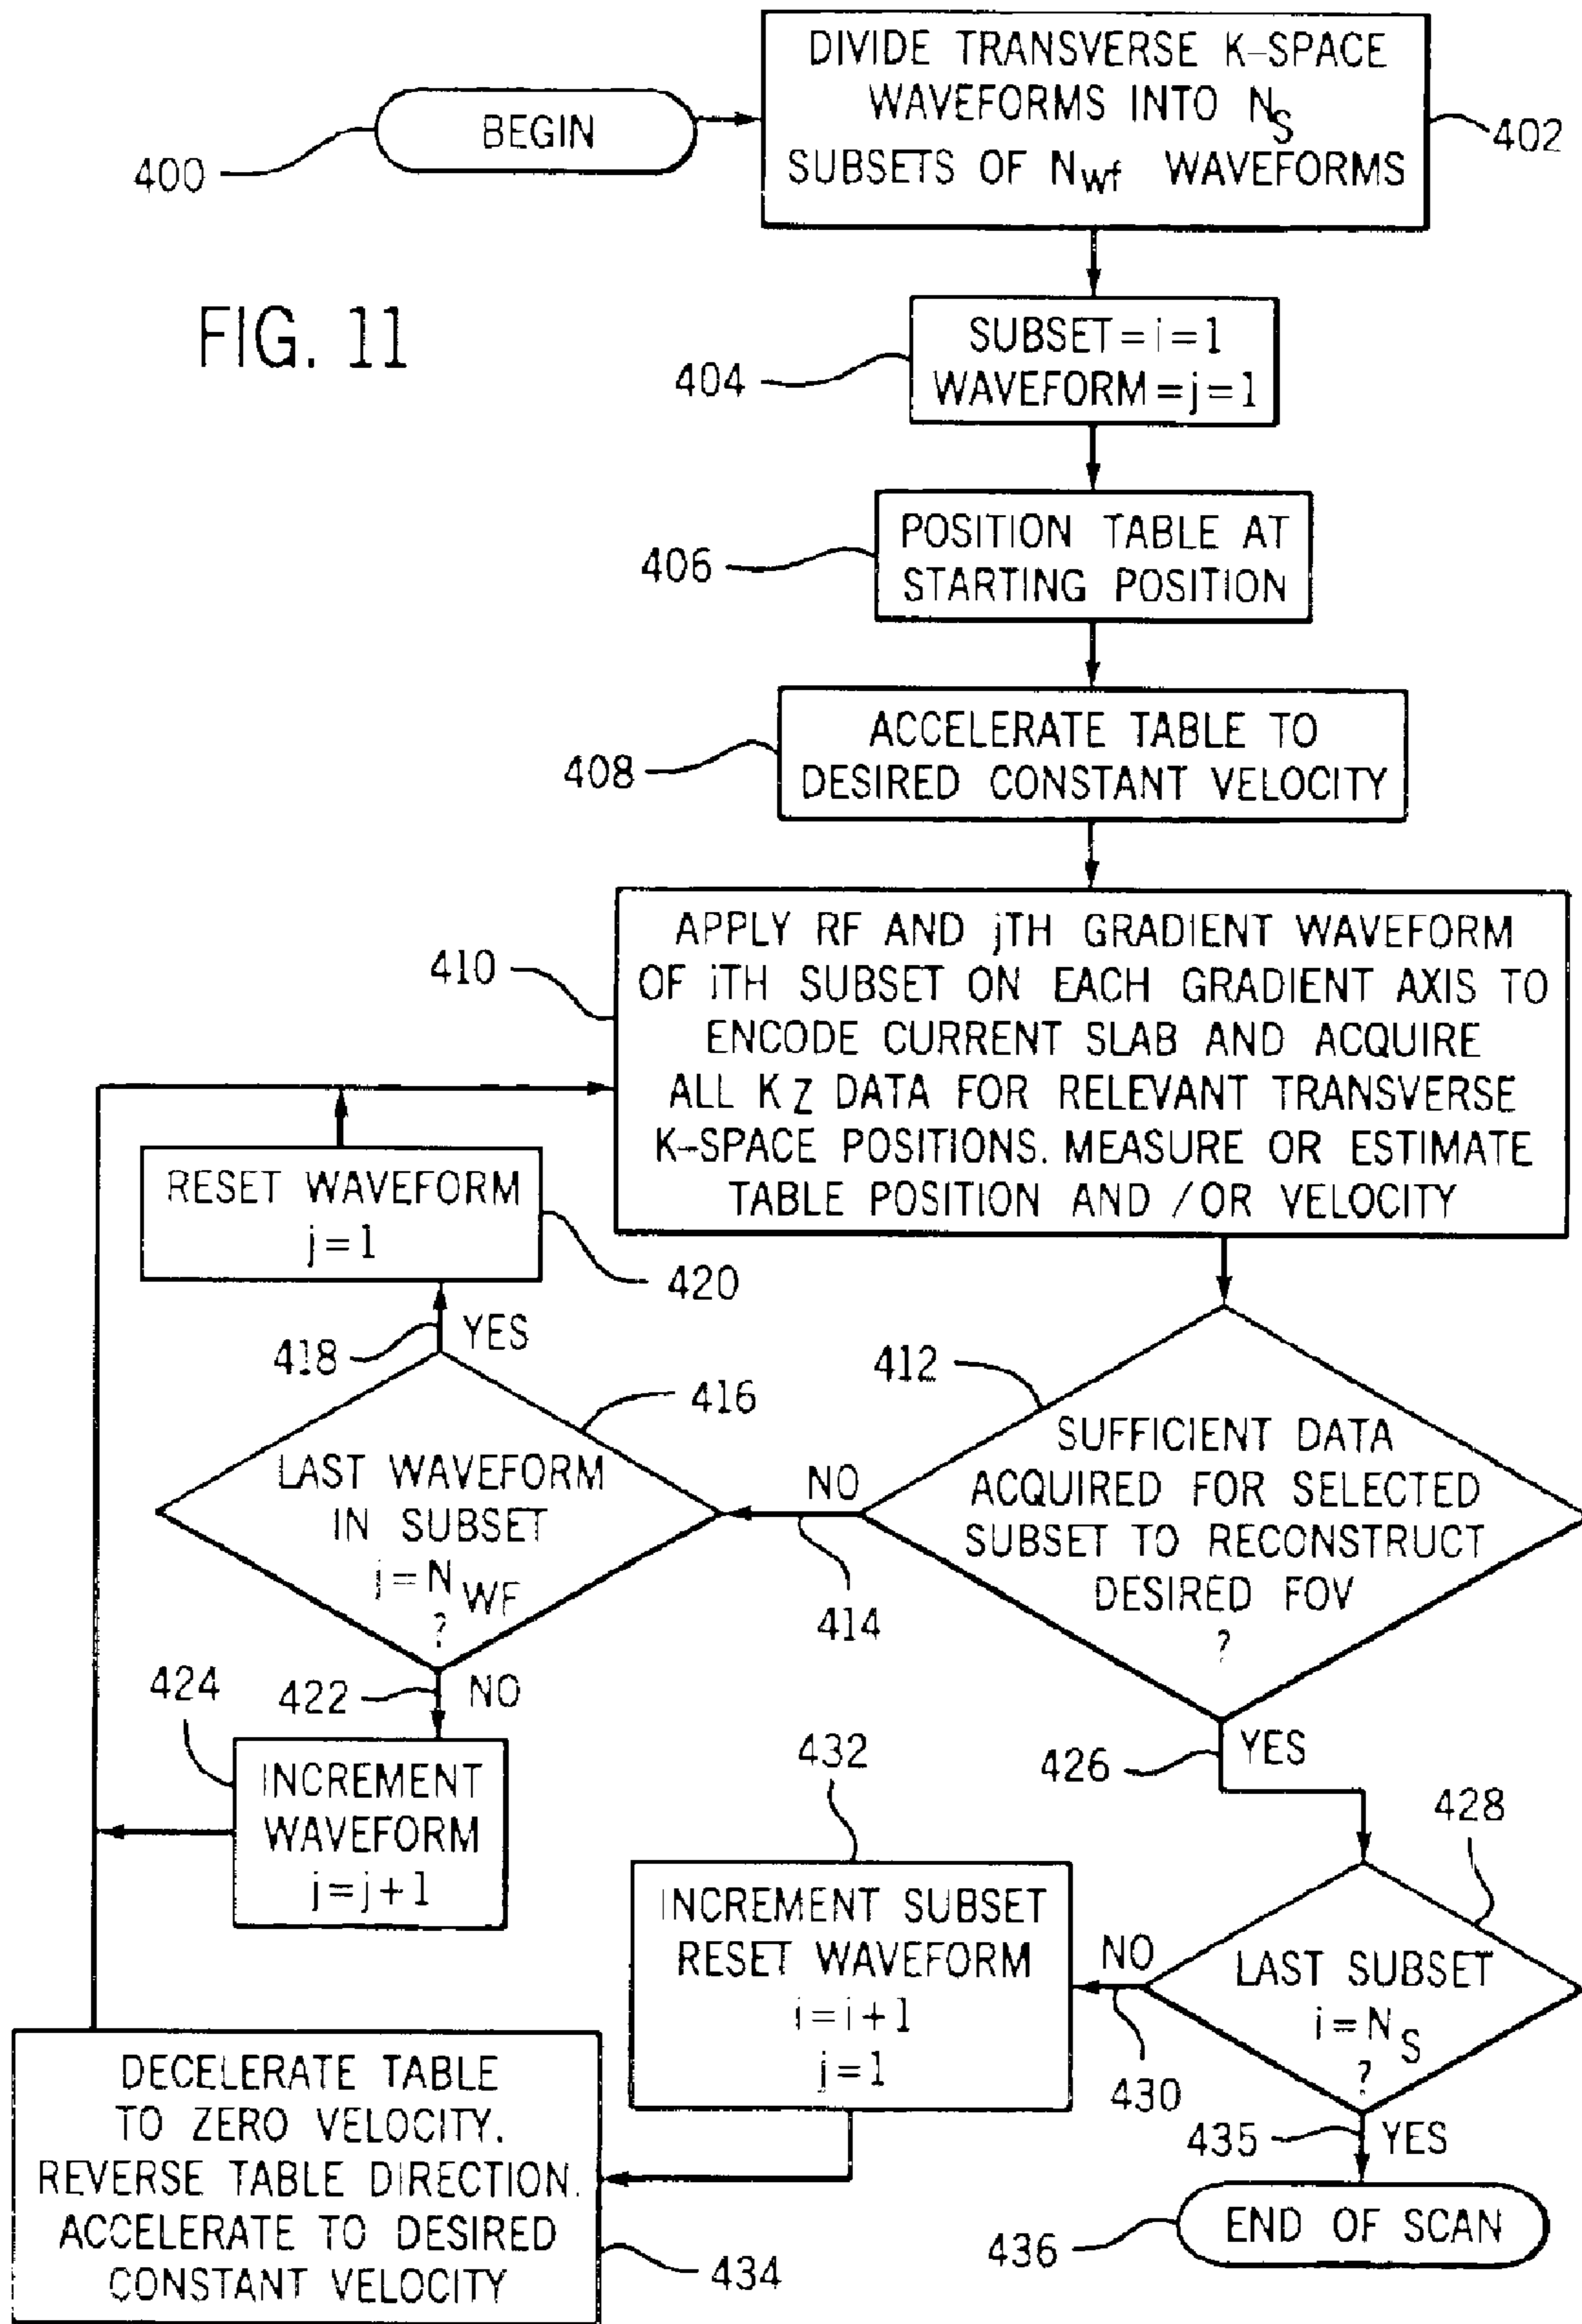 DIVIDE TRANSVERSE K-SPACE
WAVEFORMS INTO NS
SUBSETS OF Nwf WAVEFORMS
402
BEGIN
400
FIG. 11
SUBSET=i=1
WAVEFORM=j=1
404
POSITION TABLE AT
STARTING POSITION
406
ACCELERATE TABLE TO
DESIRED CONSTANT VELOCITY
408
APPLY RF AND jTH GRADIENT WAVEFORM
OF iTH SUBSET ON EACH GRADIENT AXIS TO
ENCODE CURRENT SLAB AND ACQUIRE
ALL KZ DATA FOR RELEVANT TRANSVERSE
K-SPACE POSITIONS. MEASURE OR ESTIMATE
TABLE POSITION AND /OR VELOCITY
410
RESET WAVEFORM
j=1
420
418
YES
416
LAST WAVEFORM
IN SUBSET
j=NWF
?
412
SUFFICIENT DATA
ACQUIRED FOR SELECTED
SUBSET TO RECONSTRUCT
DESIRED FOV
?
NO
414
422
NO
424
INCREMENT
WAVEFORM
j=j+1
426
YES
428
LAST SUBSET
i=NS
?
432
INCREMENT SUBSET
RESET WAVEFORM
i=i+1
j=1
NO
430
435
YES
DECELERATE TABLE
TO ZERO VELOCITY.
REVERSE TABLE DIRECTION.
ACCELERATE TO DESIRED
CONSTANT VELOCITY
434
END OF SCAN
436